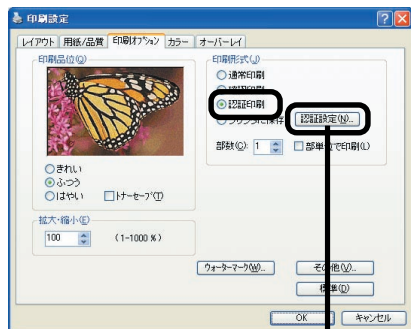 印刷設定
レイアウト 用紙/品質 印刷オプション カラー オーバーレイ
印刷品位(Q)
きれい
ふつう
はやい トナーセーブ(T)
拡大・縮小(E)
100 (1-1000 %)
印刷形式(J)
通常印刷
認証印刷
認証設定(N)...
部数(C): 1 部単位で印刷(L)
ウォーターマーク(W)... その他(V)...
標準(D)
OK キャンセル